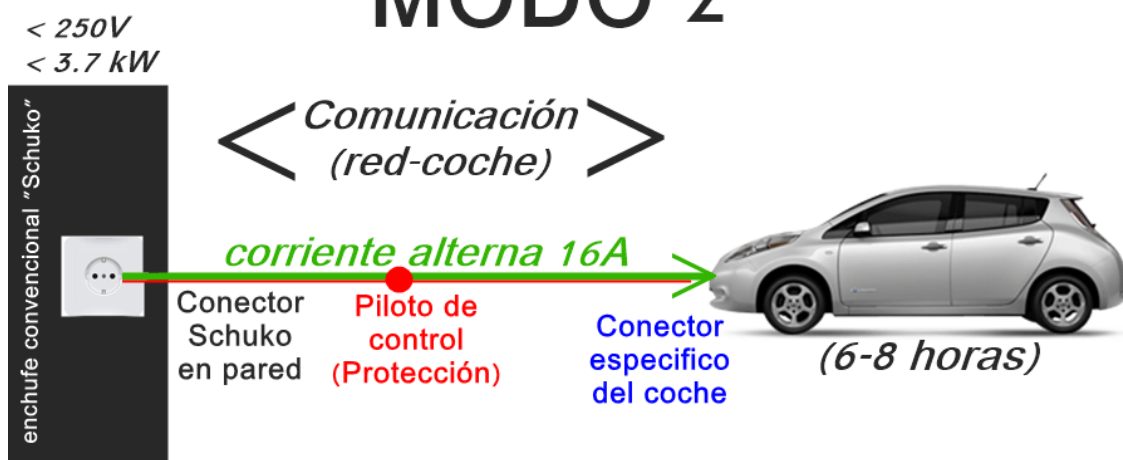 MODO 2
< 250V
< 3.7 kW
enchufe convencional "Schuko"
Comunicación
(red-coche)
corriente alterna 16A
Conector
Schuko
en pared
Piloto de
control
(Protección)
Conector
especifico
del coche
(6-8 horas)